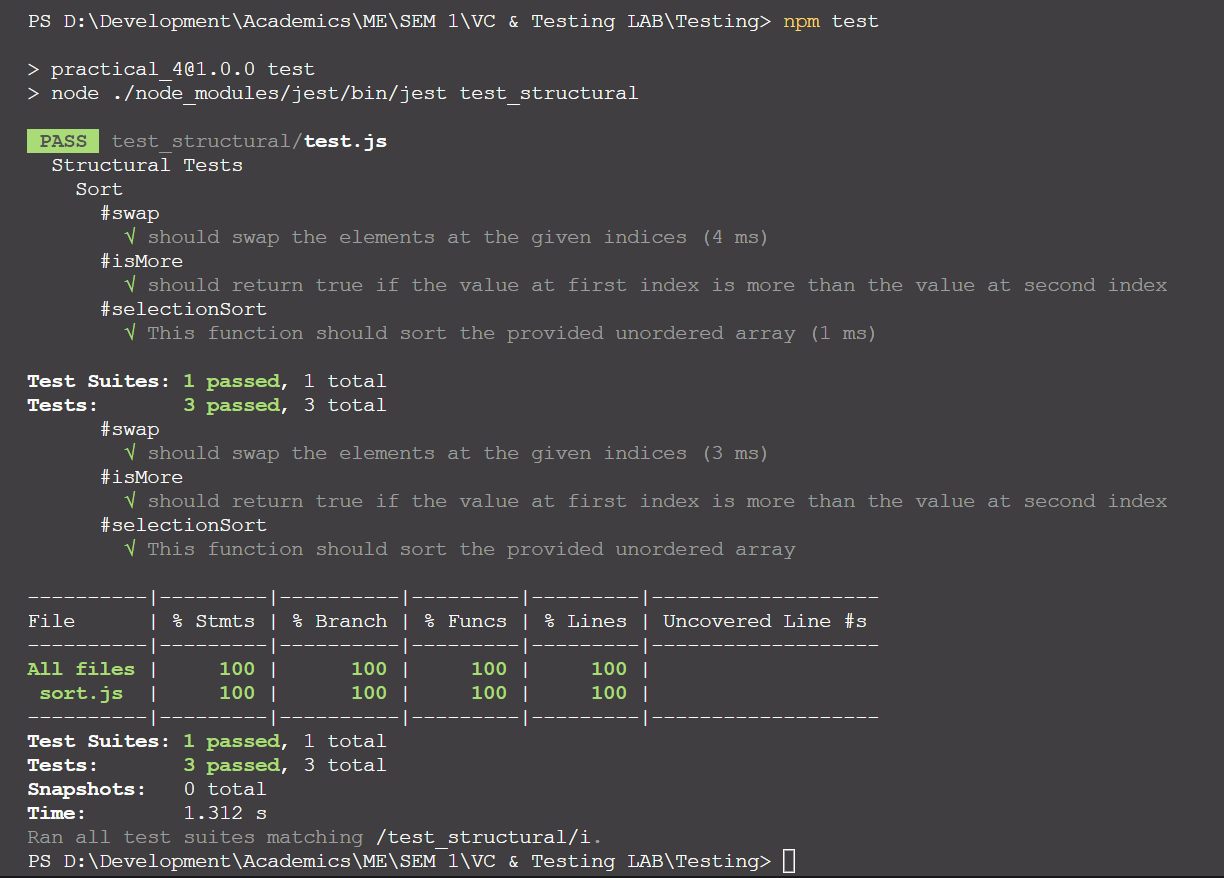 PS D:\Development\Academics\ME\SEM 1\VC & Testing LAB\Testing> npm test
> practical_4@1.0.0 test
> node ./node_modules/jest/bin/jest test_structural
PASS test_structural/test.js
Structural Tests
Sort
#swap
√ should swap the elements at the given indices (4 ms)
#isMore
√ should return true if the value at first index is more than the value at second index
#selectionSort
√ This function should sort the provided unordered array (1 ms)
Test Suites: 1 passed, 1 total
Tests:       3 passed, 3 total
#swap
√ should swap the elements at the given indices (3 ms)
#isMore
√ should return true if the value at first index is more than the value at second index
#selectionSort
√ This function should sort the provided unordered array
----------|---------|----------|---------|---------|-------------------
File      | % Stmts | % Branch | % Funcs | % Lines | Uncovered Line #s
----------|---------|----------|---------|---------|-------------------
All files |     100 |      100 |     100 |     100 |
 sort.js  |     100 |      100 |     100 |     100 |
----------|---------|----------|---------|---------|-------------------
Test Suites: 1 passed, 1 total
Tests:       3 passed, 3 total
Snapshots:   0 total
Time:        1.312 s
Ran all test suites matching /test_structural/i.
PS D:\Development\Academics\ME\SEM 1\VC & Testing LAB\Testing>